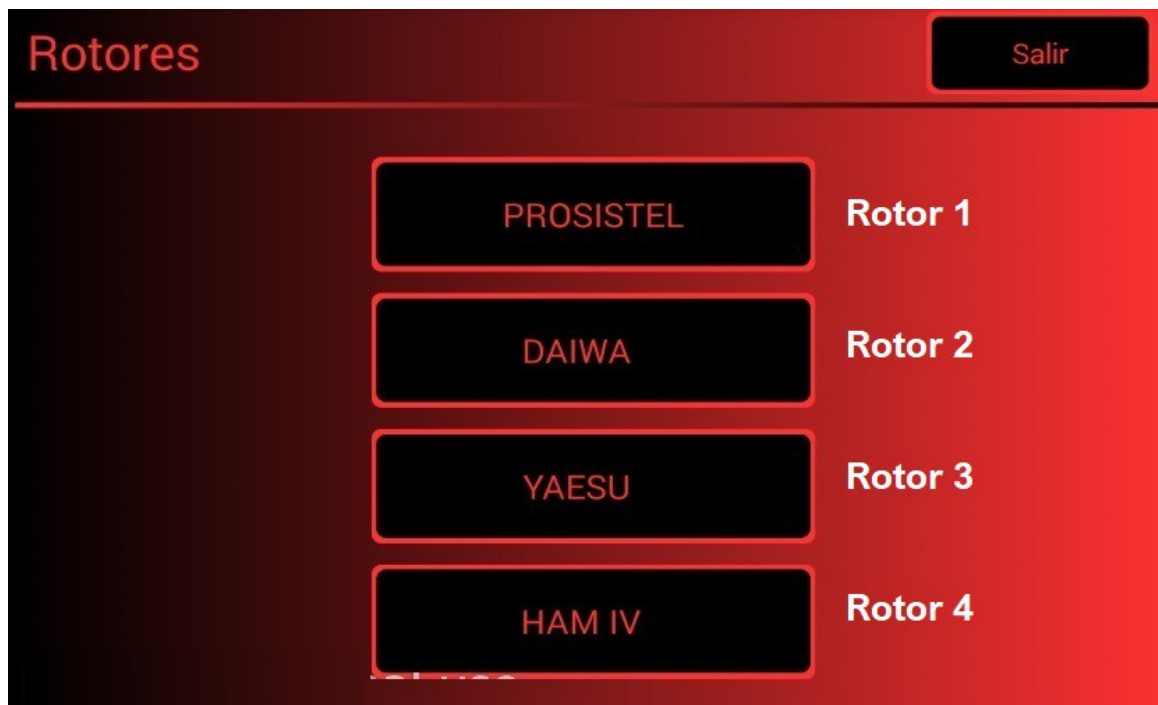 Rotores
Salir
PROSISTEL
Rotor 1
DAIWA
Rotor 2
YAESU
Rotor 3
HAM IV
Rotor 4